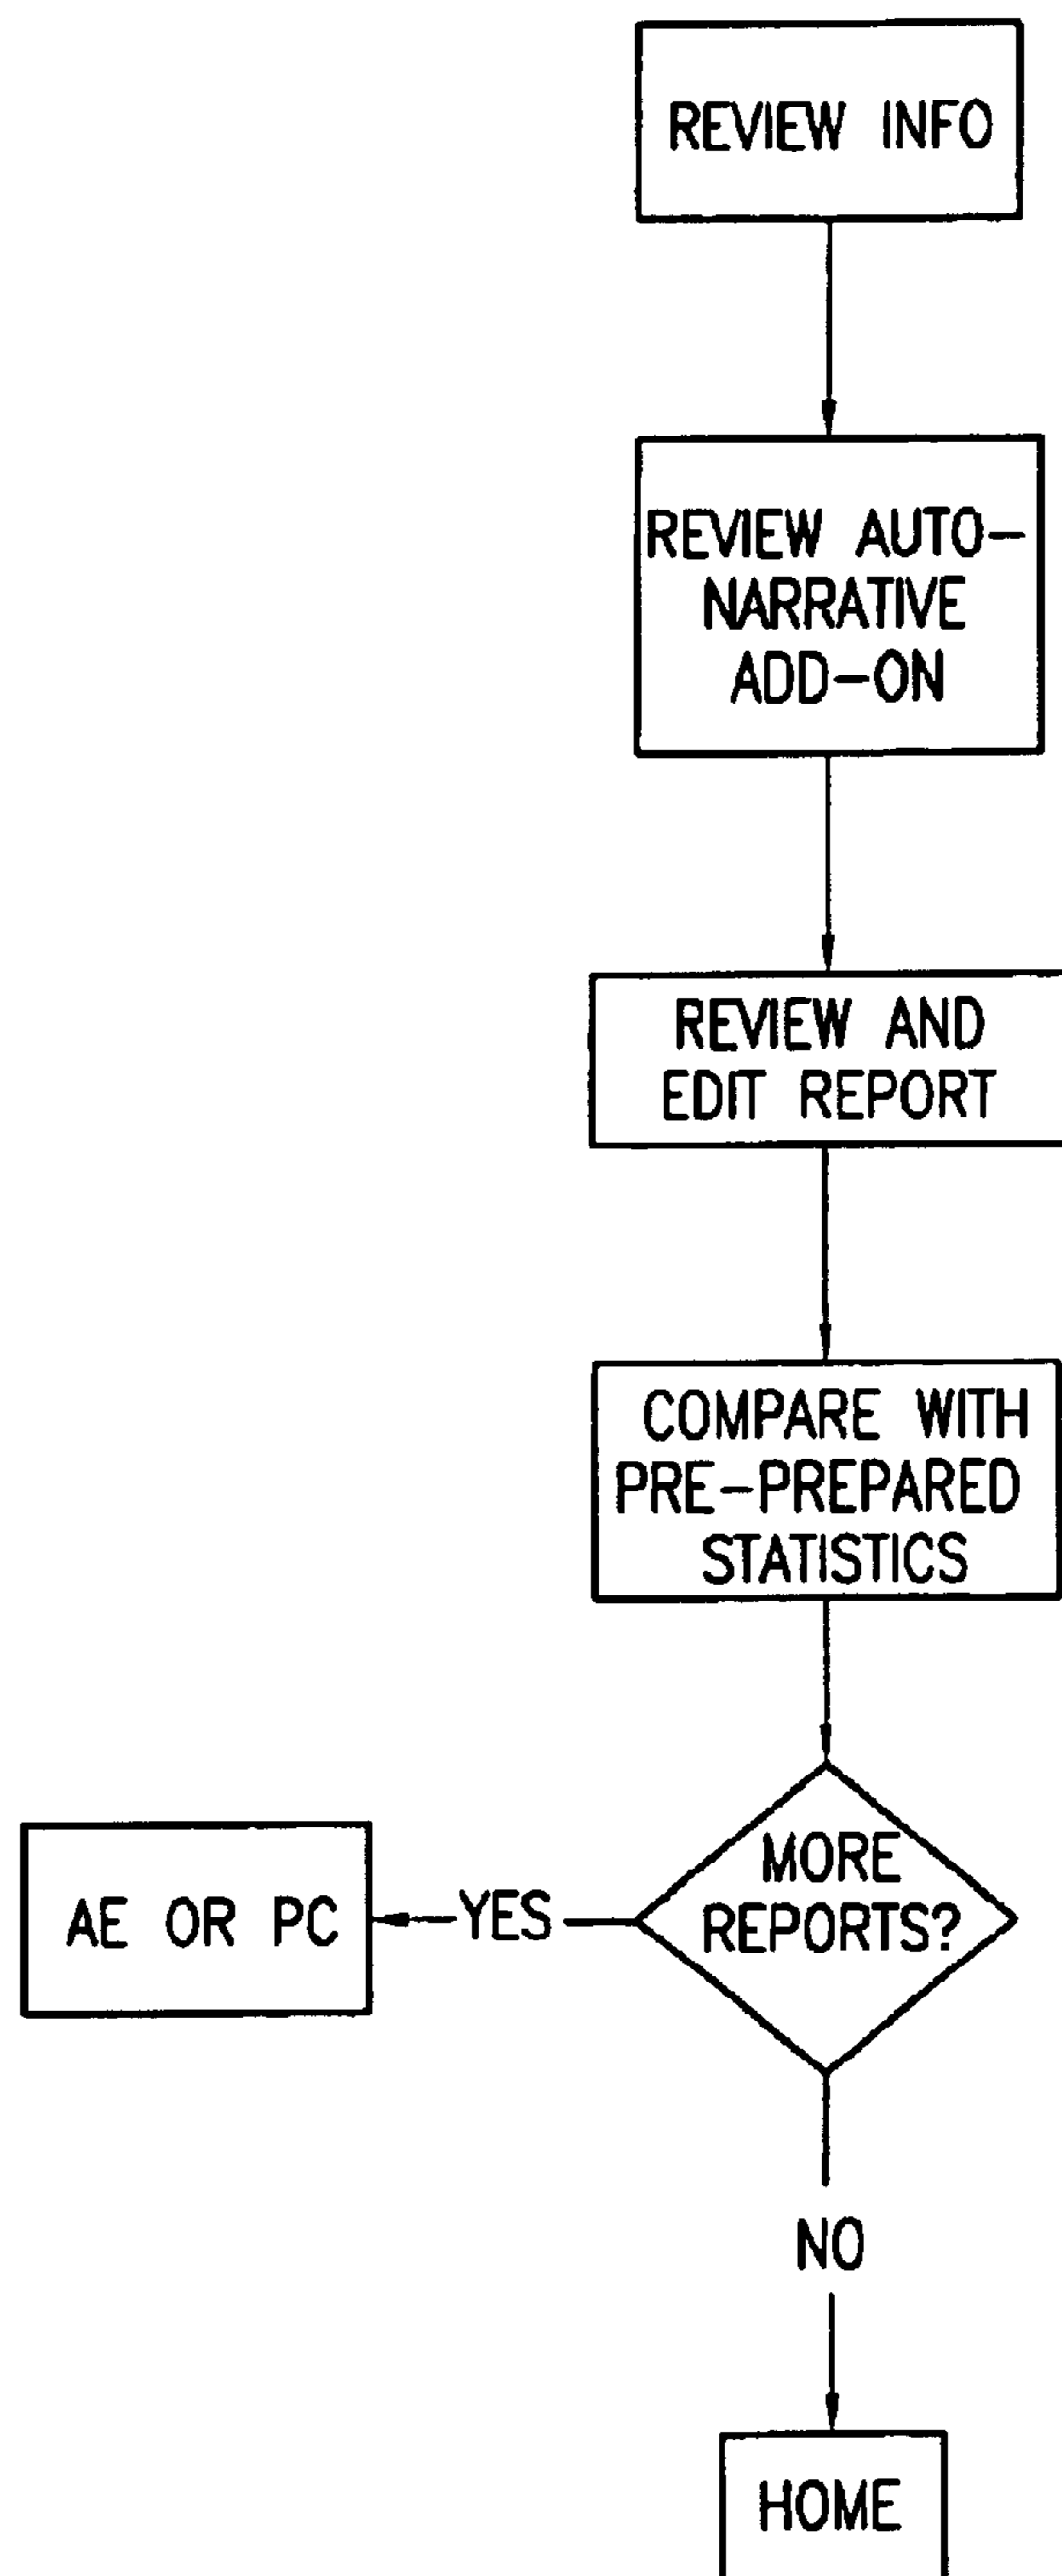 REVIEW INFO
REVIEW AUTO-
NARRATIVE
ADD-ON
REVIEW AND
EDIT REPORT
COMPARE WITH
PRE-PREPARED
STATISTICS
MORE
REPORTS?
YES
AE OR PC
NO
HOME